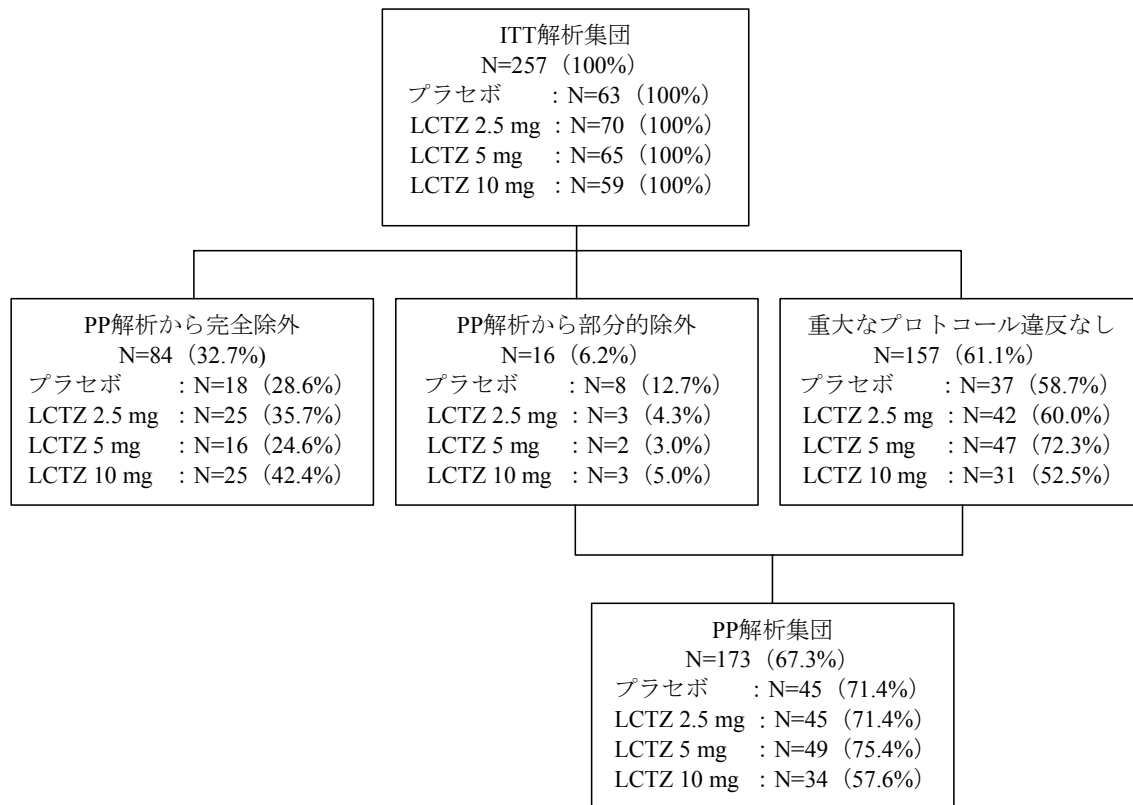 ITT解析集団
N=257（100%）
プラセボ ：N=63（100%）
LCTZ 2.5 mg ：N=70（100%）
LCTZ 5 mg ：N=65（100%）
LCTZ 10 mg ：N=59（100%）
PP解析から完全除外
N=84（32.7%)
プラセボ ：N=18（28.6%）
LCTZ 2.5 mg ：N=25（35.7%）
LCTZ 5 mg ：N=16（24.6%）
LCTZ 10 mg ：N=25（42.4%）
PP解析から部分的除外
N=16（6.2%）
プラセボ ：N=8（12.7%）
LCTZ 2.5 mg ：N=3（4.3%）
LCTZ 5 mg ：N=2（3.0%）
LCTZ 10 mg ：N=3（5.0%）
重大なプロトコール違反なし
N=157（61.1%）
プラセボ ：N=37（58.7%）
LCTZ 2.5 mg ：N=42（60.0%）
LCTZ 5 mg ：N=47（72.3%）
LCTZ 10 mg ：N=31（52.5%）
PP解析集団
N=173（67.3%）
プラセボ ：N=45（71.4%）
LCTZ 2.5 mg ：N=45（71.4%）
LCTZ 5 mg ：N=49（75.4%）
LCTZ 10 mg ：N=34（57.6%）